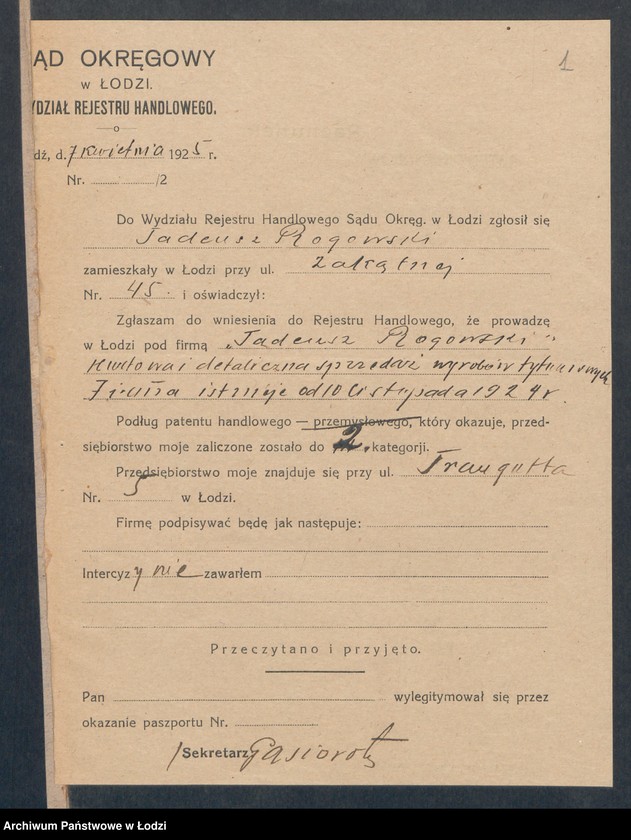 1
ĄD OKRĘGOWY
w ŁODZI.
YDZIAŁ REJESTRU HANDLOWEGO.
dź, d. 7 kwietnia 1925 r.
Nr. /2
Do Wydziału Rejestru Handlowego Sądu Okręg. w Łodzi zgłosił się
Tadeusz Rogowski
zamieszkały w Łodzi przy ul. Zakątnej
Nr. 45. i oświadczył:
Zgłaszam do wniesienia do Rejestru Handlowego, że prowadzę
w Łodzi pod firmą „Tadeusz Rogowski"
Hurtowa i detaliczna sprzedaż wyrobów tytuniowych
Firma istnieje od 10 listopada 1924 r
Podług patentu handlowego — przemysłowego, który okazuje, przed-
siębiorstwo moje zaliczone zostało do 2. kategorji.
Przedsiębiorstwo moje znajduje się przy ul. Traugutta
Nr. 5 w Łodzi.
Firmę podpisywać będę jak następuje:
Intercyzy nie zawarłem
Przeczytano i przyjęto.
Pan wylegitymował się przez
okazanie paszportu Nr.
/Sekretarz
Archiwum Państwowe w Łodzi